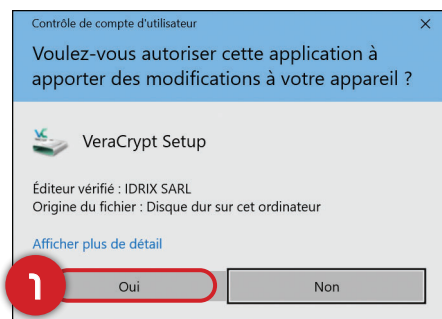 Contrôle de compte d'utilisateur
Voulez-vous autoriser cette application à
apporter des modifications à votre appareil ?
VeraCrypt Setup
Éditeur vérifié : IDRIX SARL
Origine du fichier : Disque dur sur cet ordinateur
Afficher plus de détail
١ Oui Non